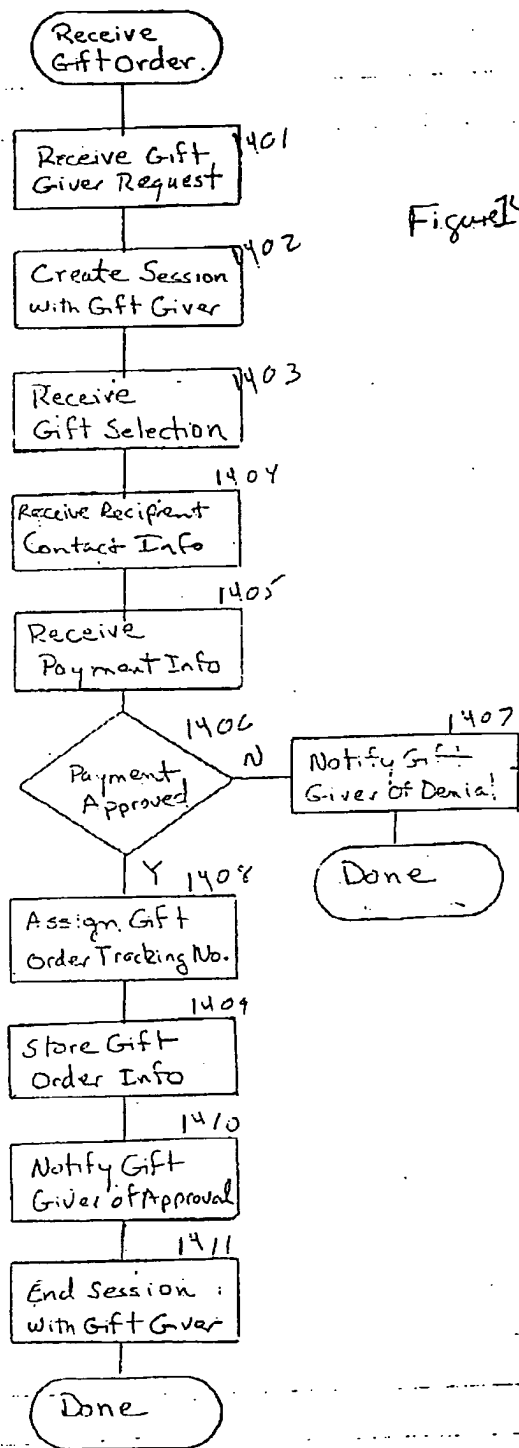 Receive
Gift Order.
1401
Receive Gift
Giver Request
Figure 14
1402
Create Session
with Gift Giver
1403
Receive
Gift Selection
1404
Receive Recipient
Contact Info
1405
Receive
Payment Info
1406
Payment
Approved
N
1407
Notify Gift
Giver of Denial
Done
Y
1408
Assign Gift
Order Tracking No.
1409
Store Gift
Order Info
1410
Notify Gift
Giver of Approval
1411
End Session
with Gift Giver
Done